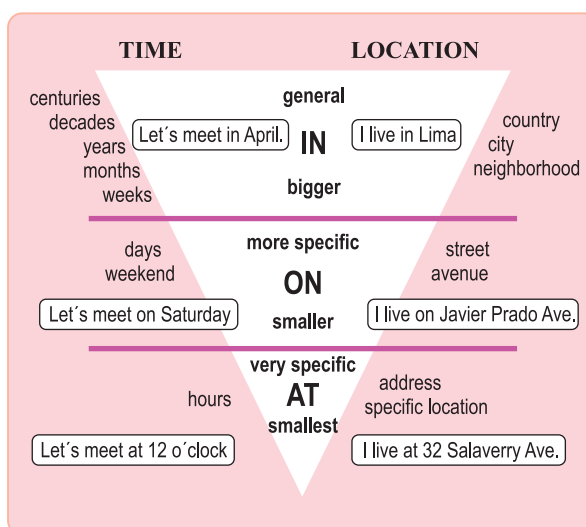 TIME
LOCATION
general
centuries
decades
years
months
weeks
Let´s meet in April.
IN
I live in Lima
country
city
neighborhood
bigger
more specific
days
weekend
ON
street
avenue
Let´s meet on Saturday
smaller
I live on Javier Prado Ave.
very specific
hours
AT
address
specific location
smallest
Let´s meet at 12 o´clock
I live at 32 Salaverry Ave.